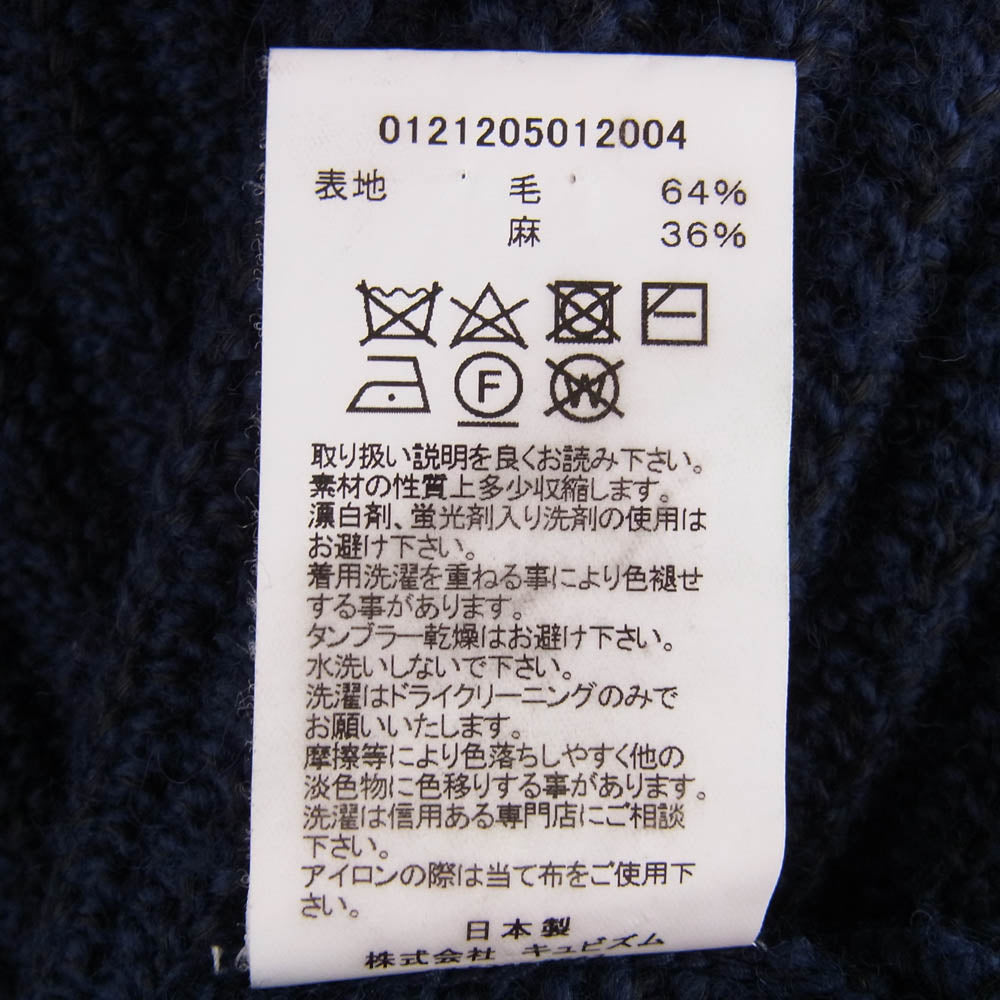 0121205012004
表地 毛 64%
麻 36%
F
W
取り扱い説明を良くお読み下さい。
素材の性質上多少収縮します。
漂白剤、蛍光剤入り洗剤の使用は
お避け下さい。
着用洗濯を重ねる事により色褪せ
する事があります。
タンブラー乾燥はお避け下さい。
水洗いしないで下さい。
洗濯はドライクリーニングのみで
お願いいたします。
摩擦等により色落ちしやすく他の
淡色物に色移りする事があります。
洗濯は信用ある専門店にご相談
下さい。
アイロンの際は当て布をご使用下
さい。
日本製
株式会社 キュビズム